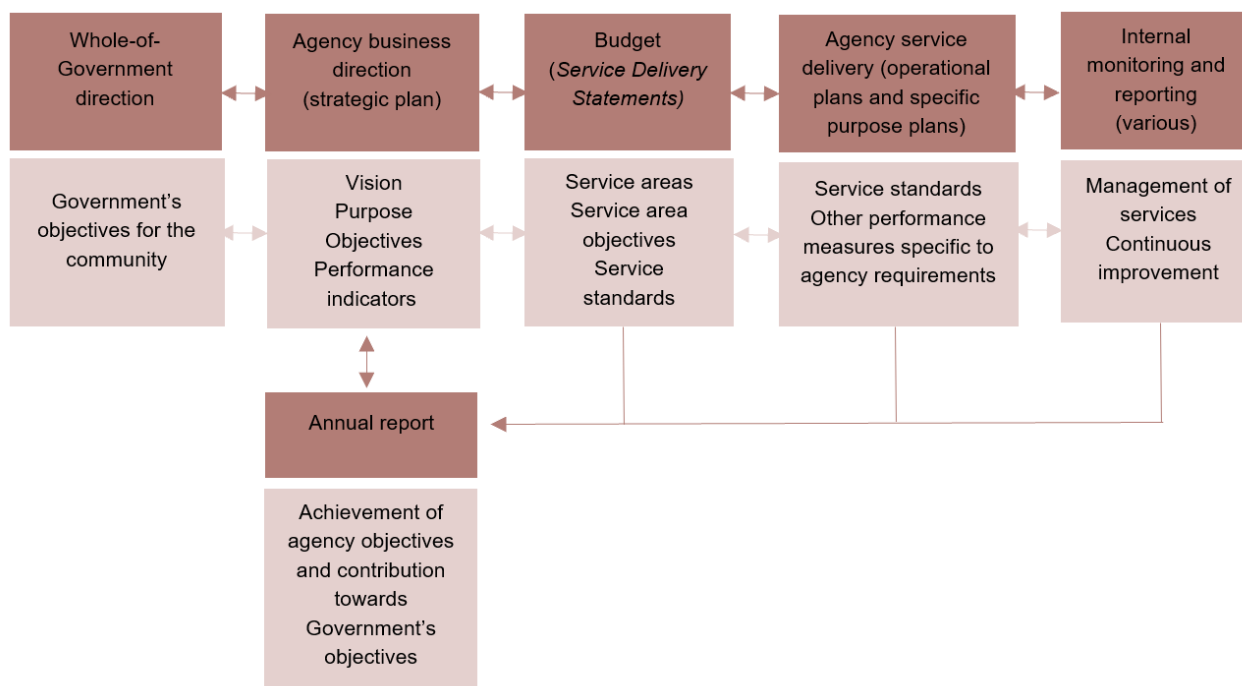 Whole-of-
Government
direction
Agency business
direction
(strategic plan)
Budget
(Service Delivery
Statements)
Agency service
delivery (operational
plans and specific
purpose plans)
Internal
monitoring and
reporting
(various)
Government’s
objectives for the
community
Vision
Purpose
Objectives
Performance
indicators
Service areas
Service area
objectives
Service
standards
Service standards
Other performance
measures specific to
agency requirements
Management of
services
Continuous
improvement
Annual report
Achievement of
agency objectives
and contribution
towards
Government’s
objectives